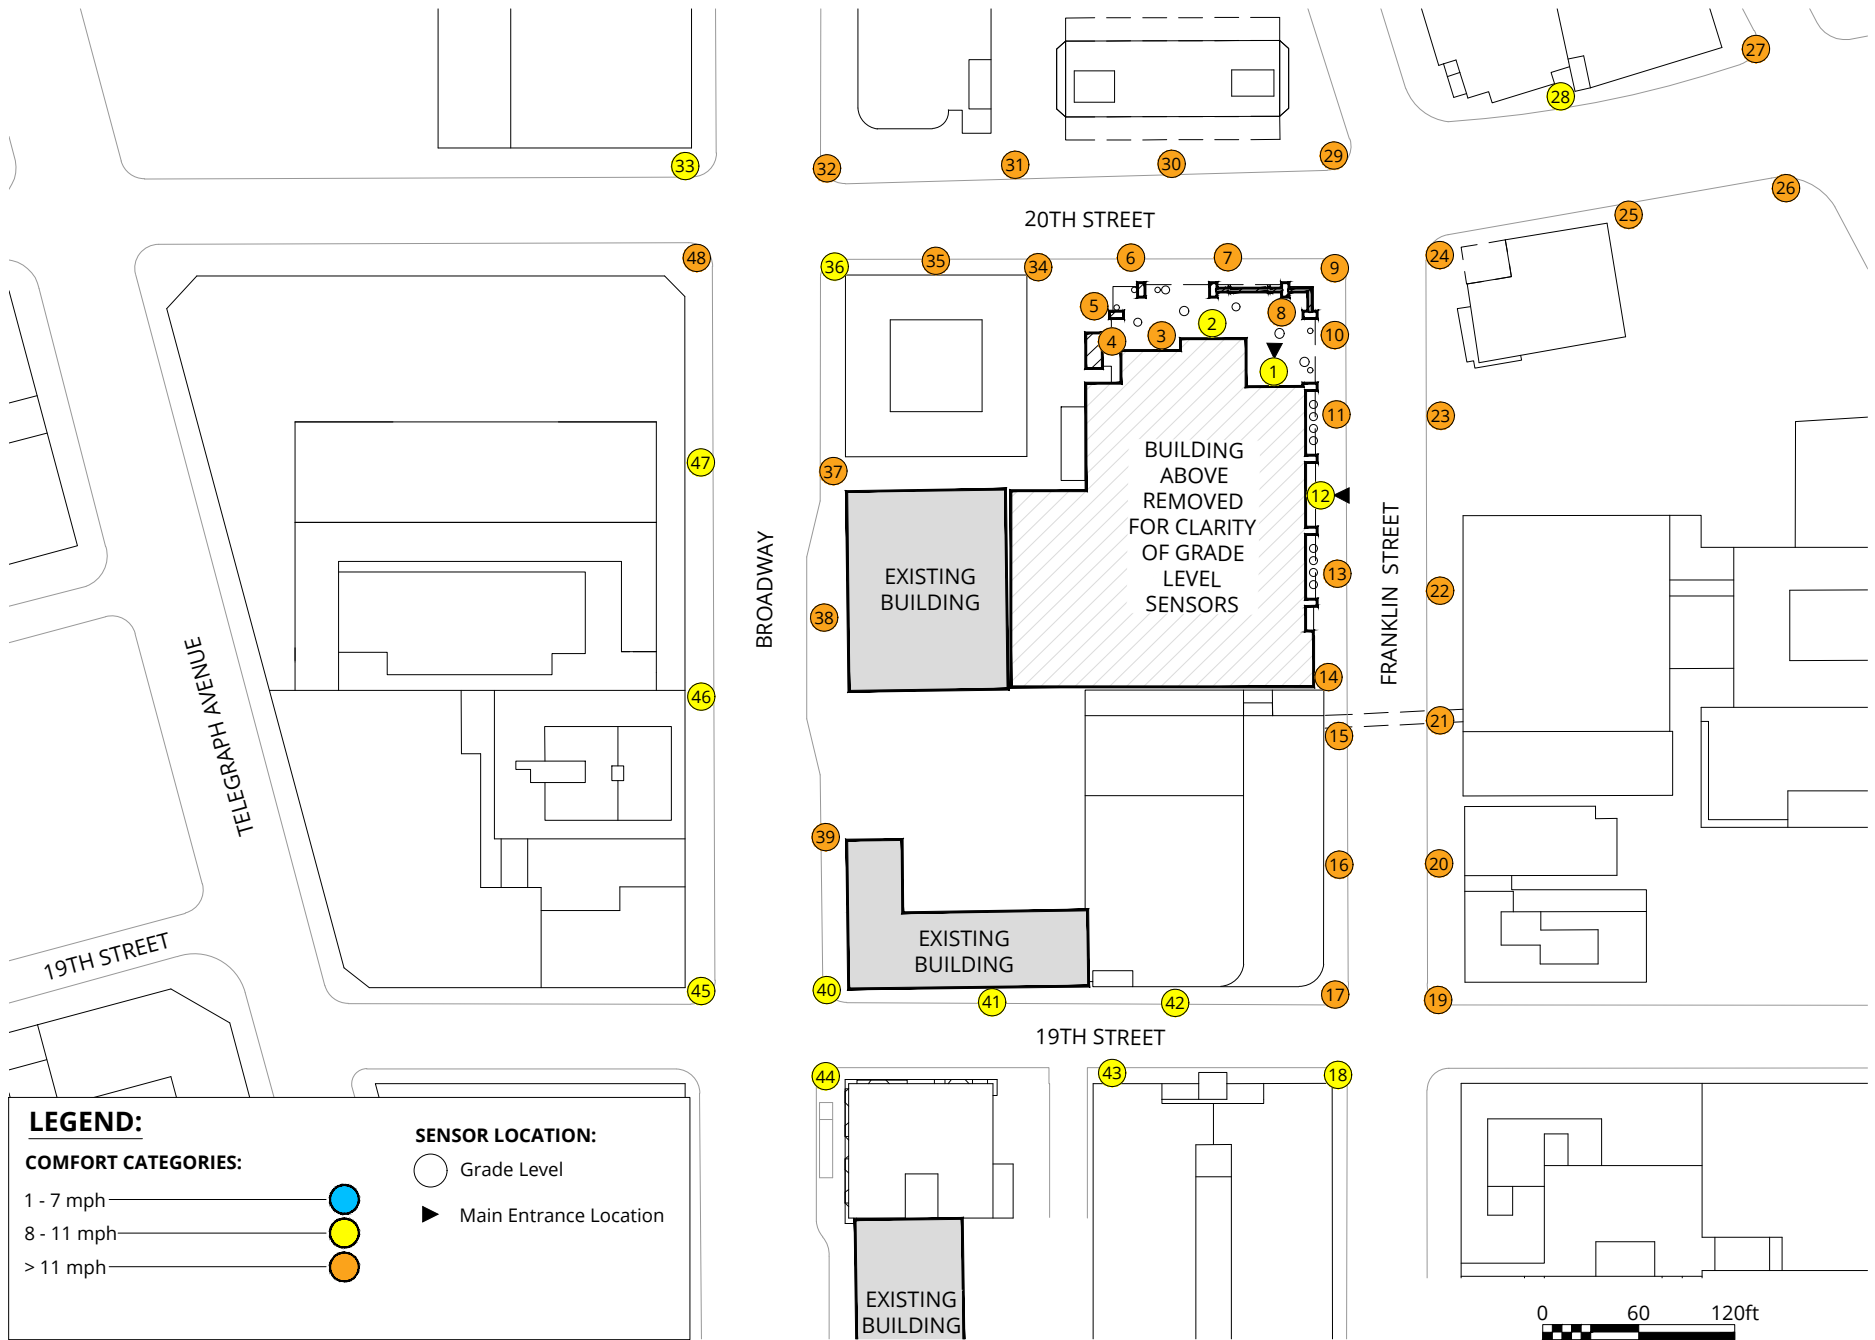 27
28
33
32
31
30
29
26
25
20TH STREET
48
36
35
34
6
7
9
24
5
4
3
2
8
10
1
11
23
47
37
12
BUILDING
ABOVE
REMOVED
FOR CLARITY
OF GRADE
LEVEL
SENSORS
BROADWAY
FRANKLIN STREET
EXISTING
BUILDING
13
22
38
TELEGRAPH AVENUE
46
14
21
15
39
16
20
19TH STREET
EXISTING
BUILDING
45
40
41
42
17
19
19TH STREET
44
43
18
LEGEND:
COMFORT CATEGORIES:
1 - 7 mph
8 - 11 mph
> 11 mph
SENSOR LOCATION:
Grade Level
Main Entrance Location
EXISTING
BUILDING
0 60 120ft